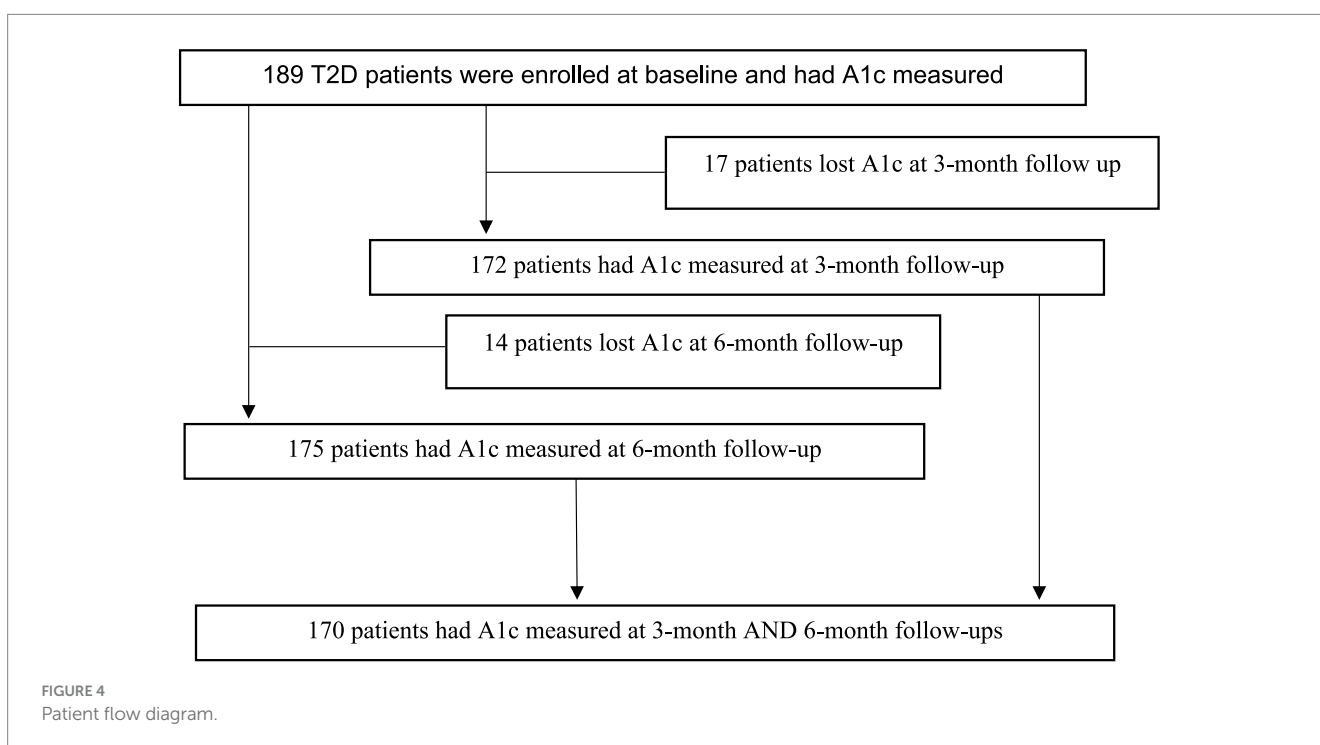 189 T2D patients were enrolled at baseline and had A1c measured
17 patients lost A1c at 3-month follow up
172 patients had A1c measured at 3-month follow-up
14 patients lost A1c at 6-month follow-up
175 patients had A1c measured at 6-month follow-up
170 patients had A1c measured at 3-month AND 6-month follow-ups
FIGURE 4
Patient flow diagram.